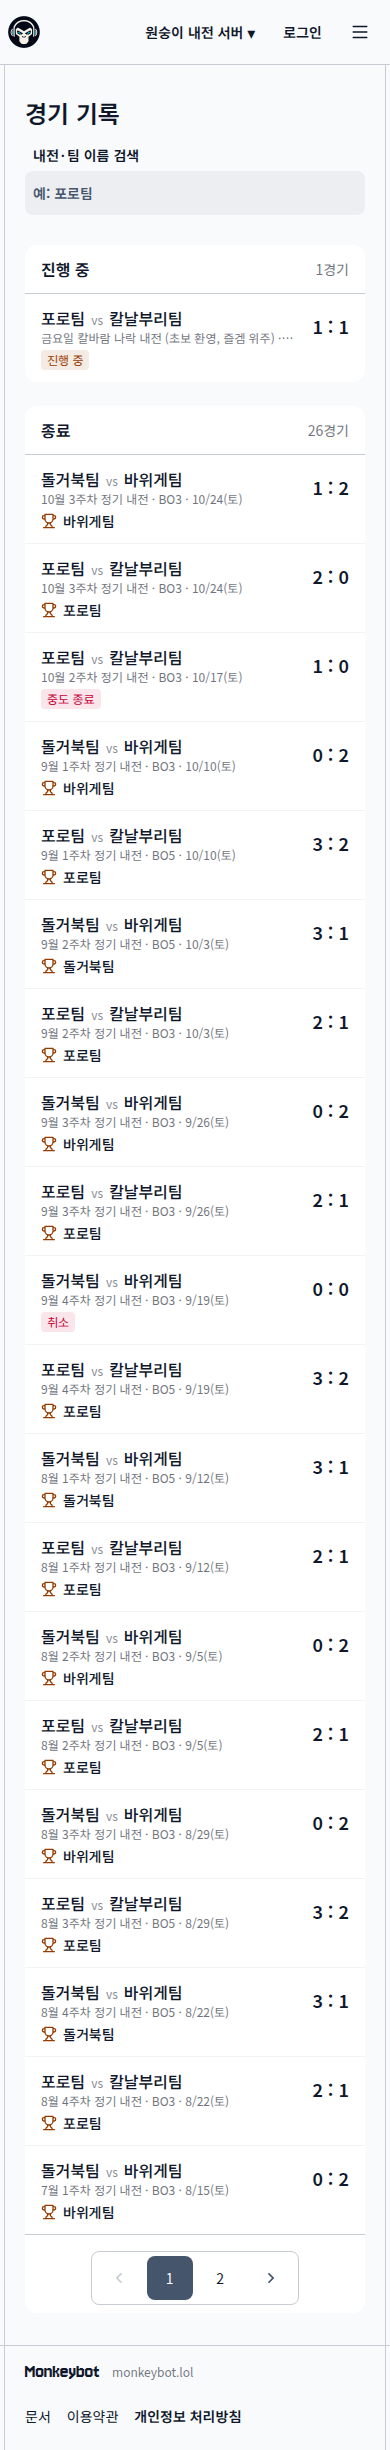 원숭이 내전 서버 ▾ 로그인
경기 기록
내전·팀 이름 검색
예: 포로팀
진행 중 1경기
포로팀 vs 칼날부리팀 1 : 1
금요일 칼바람 나락 내전 (초보 환영, 즐겜 위주) ·…
진행 중
종료 26경기
돌거북팀 vs 바위게팀 1 : 2
10월 3주차 정기 내전 · BO3 · 10/24(토)
바위게팀
포로팀 vs 칼날부리팀 2 : 0
10월 3주차 정기 내전 · BO3 · 10/24(토)
포로팀
포로팀 vs 칼날부리팀 1 : 0
10월 2주차 정기 내전 · BO3 · 10/17(토)
중도 종료
돌거북팀 vs 바위게팀 0 : 2
9월 1주차 정기 내전 · BO3 · 10/10(토)
바위게팀
포로팀 vs 칼날부리팀 3 : 2
9월 1주차 정기 내전 · BO5 · 10/10(토)
포로팀
돌거북팀 vs 바위게팀 3 : 1
9월 2주차 정기 내전 · BO5 · 10/3(토)
돌거북팀
포로팀 vs 칼날부리팀 2 : 1
9월 2주차 정기 내전 · BO3 · 10/3(토)
포로팀
돌거북팀 vs 바위게팀 0 : 2
9월 3주차 정기 내전 · BO3 · 9/26(토)
바위게팀
포로팀 vs 칼날부리팀 2 : 1
9월 3주차 정기 내전 · BO3 · 9/26(토)
포로팀
돌거북팀 vs 바위게팀 0 : 0
9월 4주차 정기 내전 · BO3 · 9/19(토)
취소
포로팀 vs 칼날부리팀 3 : 2
9월 4주차 정기 내전 · BO5 · 9/19(토)
포로팀
돌거북팀 vs 바위게팀 3 : 1
8월 1주차 정기 내전 · BO5 · 9/12(토)
돌거북팀
포로팀 vs 칼날부리팀 2 : 1
8월 1주차 정기 내전 · BO3 · 9/12(토)
포로팀
돌거북팀 vs 바위게팀 0 : 2
8월 2주차 정기 내전 · BO3 · 9/5(토)
바위게팀
포로팀 vs 칼날부리팀 2 : 1
8월 2주차 정기 내전 · BO3 · 9/5(토)
포로팀
돌거북팀 vs 바위게팀 0 : 2
8월 3주차 정기 내전 · BO3 · 8/29(토)
바위게팀
포로팀 vs 칼날부리팀 3 : 2
8월 3주차 정기 내전 · BO5 · 8/29(토)
포로팀
돌거북팀 vs 바위게팀 3 : 1
8월 4주차 정기 내전 · BO5 · 8/22(토)
돌거북팀
포로팀 vs 칼날부리팀 2 : 1
8월 4주차 정기 내전 · BO3 · 8/22(토)
포로팀
돌거북팀 vs 바위게팀 0 : 2
7월 1주차 정기 내전 · BO3 · 8/15(토)
바위게팀
1 2
Monkeybot monkeybot.lol
문서 이용약관 개인정보 처리방침